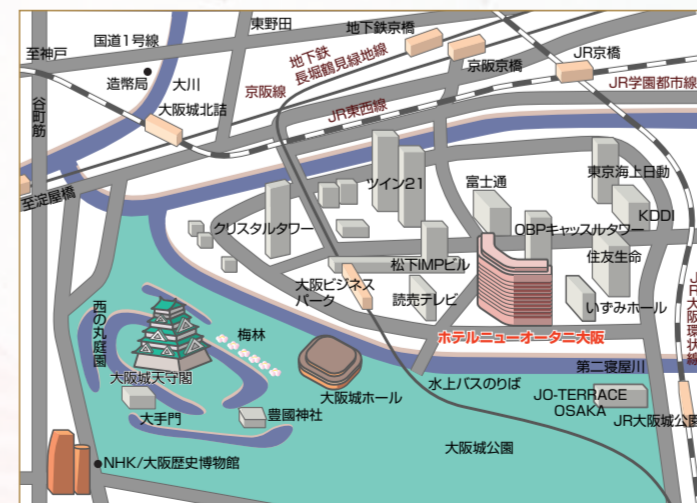 東野田
国道1号線
地下鉄京橋
至神戸
地下鉄
長堀鶴見緑地線
京阪京橋
JR京橋
造幣局
大川
京阪線
JR学園都市線
大阪城北詰
JR東西線
谷町筋
至淀屋橋
ツイン21
富士通
東京海上日動
KDDI
クリスタルタワー
OBPキャッスルタワー
住友生命
松下IMPビル
大阪ビジネス
パーク
読売テレビ
いずみホール
JR大阪環状線
ホテルニューオータニ大阪
西の丸庭園
梅林
第二寝屋川
大阪城天守閣
水上バスのりば
大阪城ホール
JO-TERRACE
OSAKA
大手門
豊國神社
JR大阪城公園
大阪城公園
NHK/大阪歴史博物館